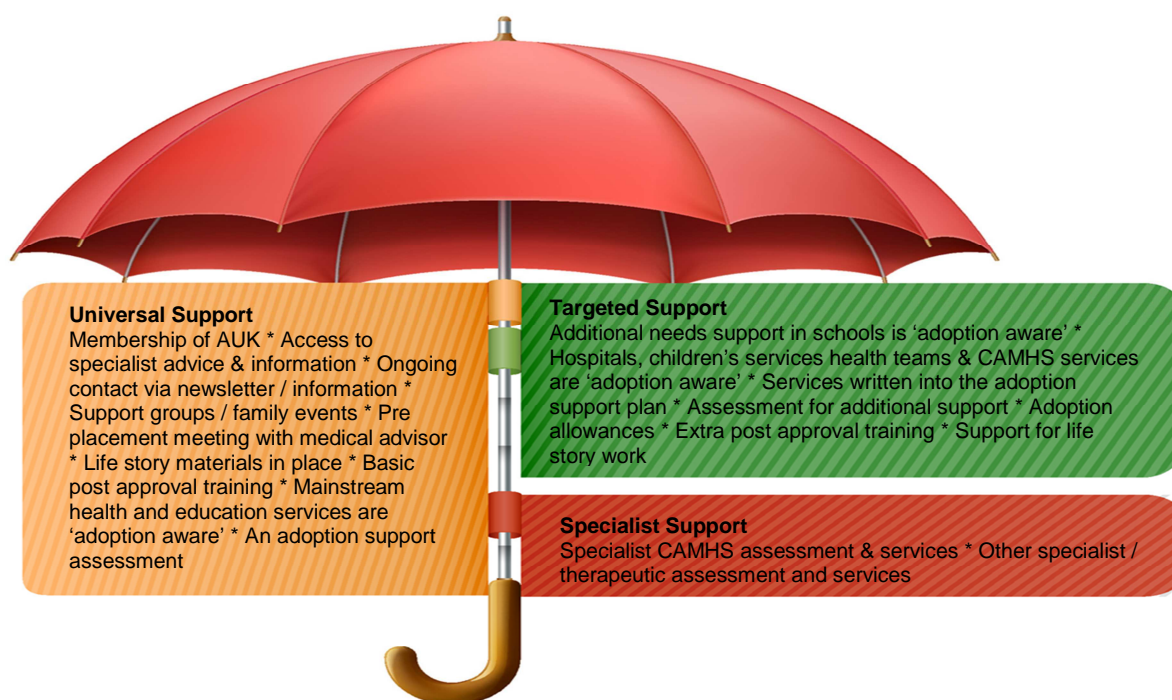 Universal Support
Membership of AUK * Access to
specialist advice & information * Ongoing
contact via newsletter / information *
Support groups / family events * Pre
placement meeting with medical advisor
* Life story materials in place * Basic
post approval training * Mainstream
health and education services are
‘adoption aware’ * An adoption support
assessment
Targeted Support
Additional needs support in schools is ‘adoption aware’ *
Hospitals, children’s services health teams & CAMHS services
are ‘adoption aware’ * Services written into the adoption
support plan * Assessment for additional support * Adoption
allowances * Extra post approval training * Support for life
story work
Specialist Support
Specialist CAMHS assessment & services * Other specialist /
therapeutic assessment and services